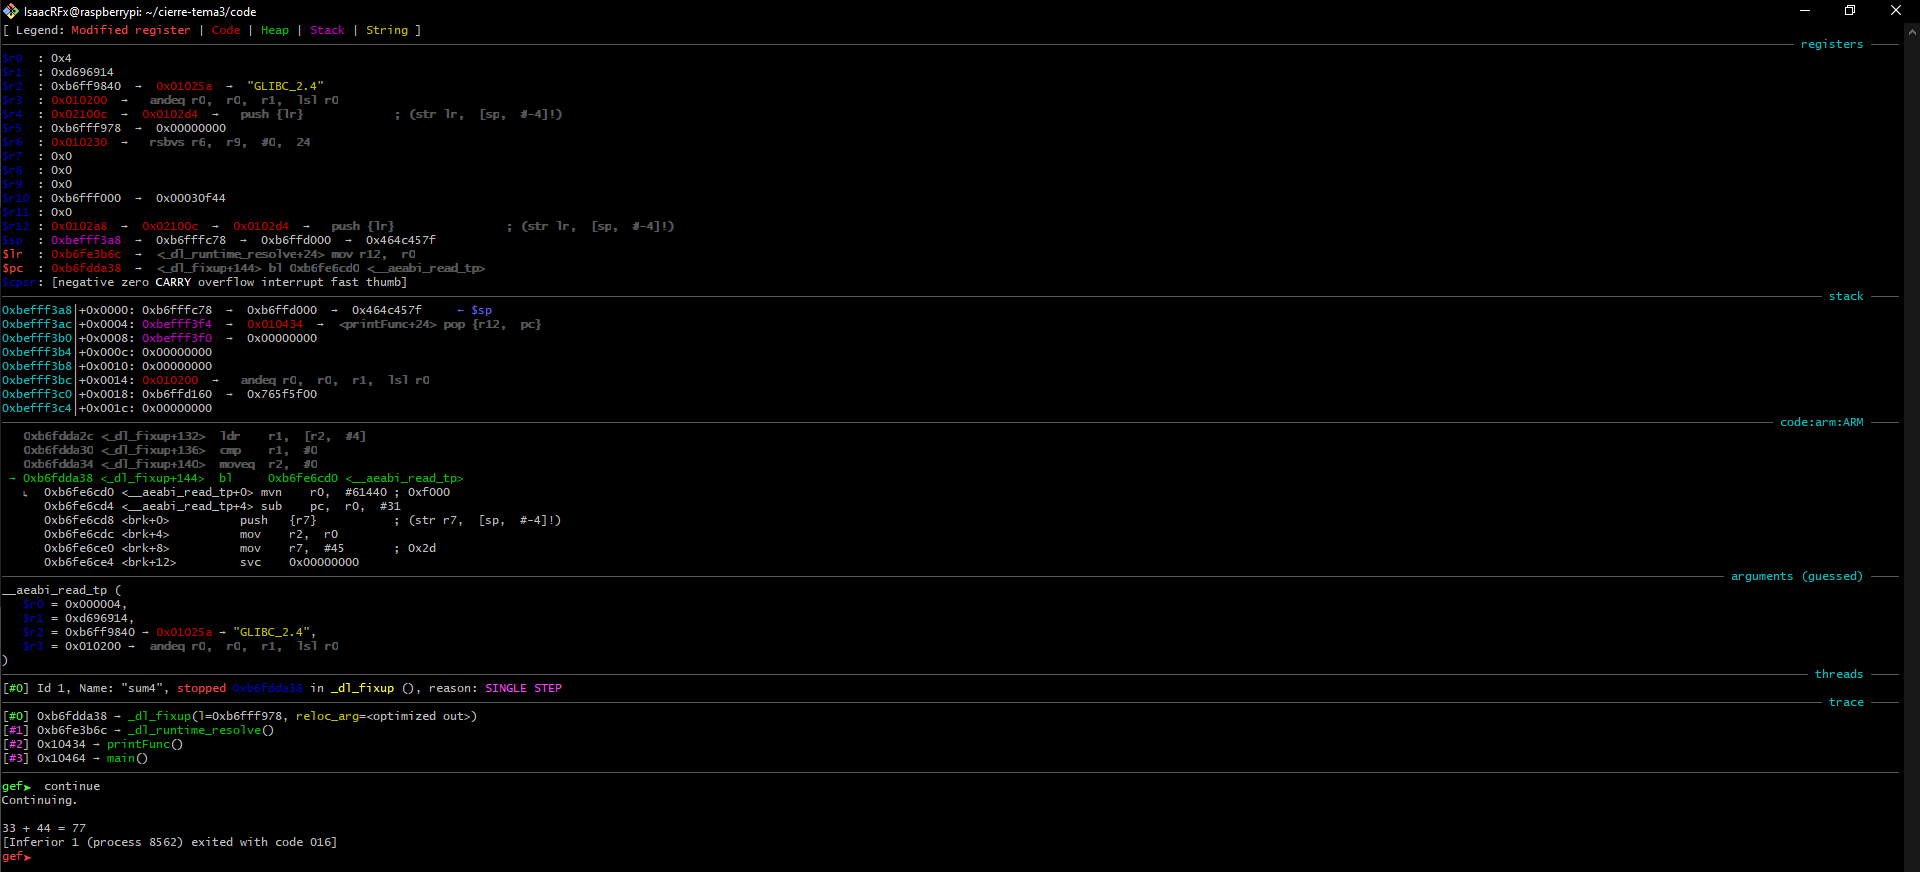 IsaacRFx@raspberrypi: ~/cierre-tema3/code
[ Legend: Modified register | Code | Heap | Stack | String ]
registers
$r0  : 0x4
$r1  : 0xd696914
$r2  : 0xb6ff9840  →  0x01025a  →  "GLIBC_2.4"
$r3  : 0x010200  →   andeq r0,  r0,  r1,  lsl r0
$r4  : 0x02100c  →  0x0102d4  →   push {lr}             ; (str lr,  [sp,  #-4]!)
$r5  : 0xb6fff978  →  0x00000000
$r6  : 0x010230  →   rsbvs r6,  r9,  #0,  24
$r7  : 0x0
$r8  : 0x0
$r9  : 0x0
$r10 : 0xb6fff000  →  0x00030f44
$r11 : 0x0
$r12 : 0x0102a8  →  0x02100c  →  0x0102d4  →   push {lr}                ; (str lr,  [sp,  #-4]!)
$sp  : 0xbefff3a8  →  0xb6fffc78  →  0xb6ffd000  →  0x464c457f
$lr  : 0xb6fe3b6c  →  <_dl_runtime_resolve+24> mov r12,  r0
$pc  : 0xb6fdda38  →  <_dl_fixup+144> bl 0xb6fe6cd0 <__aeabi_read_tp>
$cpsr: [negative zero CARRY overflow interrupt fast thumb]
stack
0xbefff3a8|+0x0000: 0xb6fffc78  →  0xb6ffd000  →  0x464c457f     ← $sp
0xbefff3ac|+0x0004: 0xbefff3f4  →  0x010434  →  <printFunc+24> pop {r12,  pc}
0xbefff3b0|+0x0008: 0xbefff3f0  →  0x00000000
0xbefff3b4|+0x000c: 0x00000000
0xbefff3b8|+0x0010: 0x00000000
0xbefff3bc|+0x0014: 0x010200  →   andeq r0,  r0,  r1,  lsl r0
0xbefff3c0|+0x0018: 0xb6ffd160  →  0x765f5f00
0xbefff3c4|+0x001c: 0x00000000
code:arm:ARM
0xb6fdda2c <_dl_fixup+132>  ldr    r1,  [r2,  #4]
0xb6fdda30 <_dl_fixup+136>  cmp    r1,  #0
0xb6fdda34 <_dl_fixup+140>  moveq  r2,  #0
→ 0xb6fdda38 <_dl_fixup+144>  bl     0xb6fe6cd0 <__aeabi_read_tp>
↳  0xb6fe6cd0 <__aeabi_read_tp+0> mvn    r0,  #61440 ; 0xf000
0xb6fe6cd4 <__aeabi_read_tp+4> sub    pc,  r0,  #31
0xb6fe6cd8 <brk+0>          push   {r7}          ; (str r7,  [sp,  #-4]!)
0xb6fe6cdc <brk+4>          mov    r2,  r0
0xb6fe6ce0 <brk+8>          mov    r7,  #45       ; 0x2d
0xb6fe6ce4 <brk+12>         svc    0x00000000
arguments (guessed)
__aeabi_read_tp (
$r0 = 0x000004,
$r1 = 0xd696914,
$r2 = 0xb6ff9840 → 0x01025a → "GLIBC_2.4",
$r3 = 0x010200 →  andeq r0,  r0,  r1,  lsl r0
)
threads
[#0] Id 1, Name: "sum4", stopped 0xb6fdda38 in _dl_fixup (), reason: SINGLE STEP
trace
[#0] 0xb6fdda38 → _dl_fixup(l=0xb6fff978, reloc_arg=<optimized out>)
[#1] 0xb6fe3b6c → _dl_runtime_resolve()
[#2] 0x10434 → printFunc()
[#3] 0x10464 → main()
gef➤  continue
Continuing.
33 + 44 = 77
[Inferior 1 (process 8562) exited with code 016]
gef➤